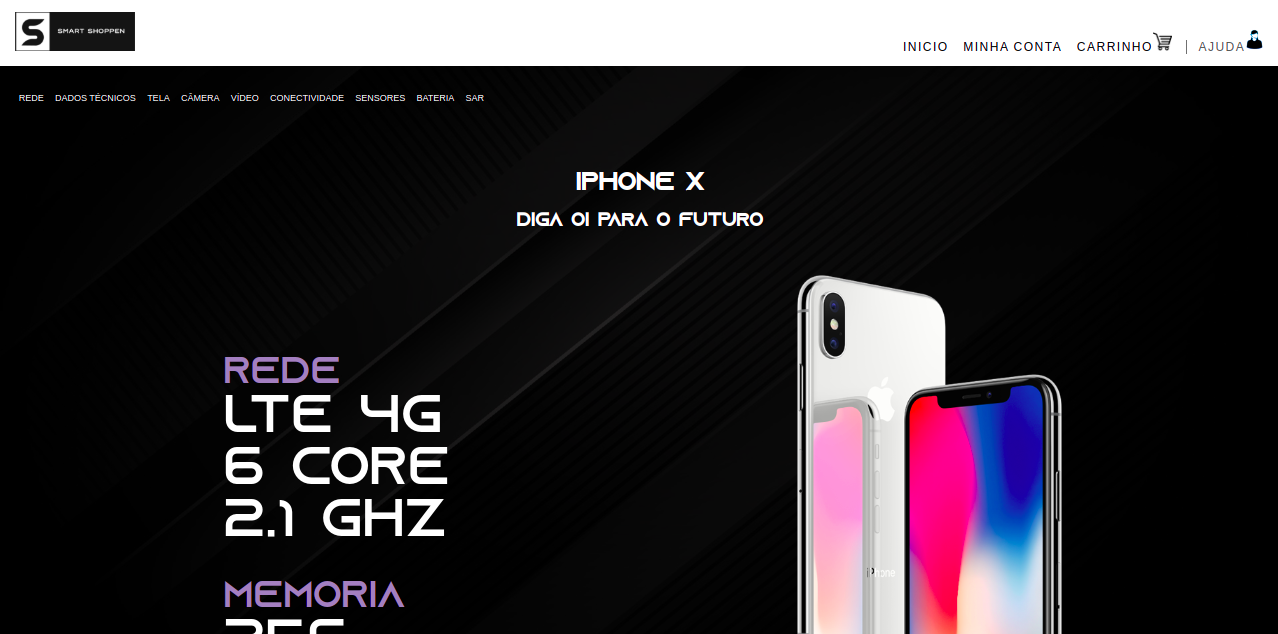 S SMART SHOPPEN
INICIO MINHA CONTA CARRINHO | AJUDA
REDE DADOS TÉCNICOS TELA CÂMERA VÍDEO CONECTIVIDADE SENSORES BATERIA SAR
IPHONE X
DIGA OI PARA O FUTURO
REDE
LTE 4G
6 CORE
2.1 GHZ
iPhone
MEMORIA